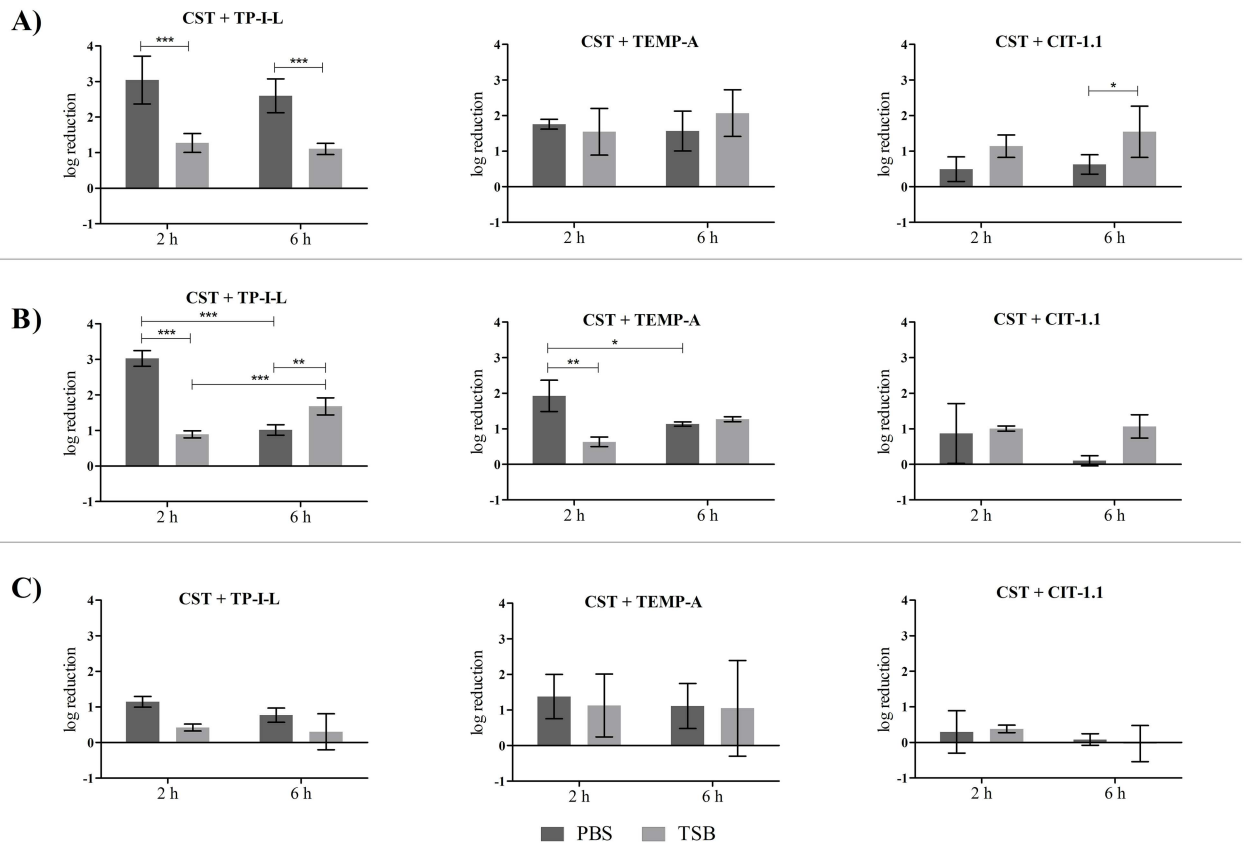 A)
CST + TP-I-L
log reduction
4
3
2
1
0
-1
***
***
2 h
6 h
CST + TEMP-A
log reduction
4
3
2
1
0
-1
2 h
6 h
CST + CIT-1.1
log reduction
4
3
2
1
0
-1
*
2 h
6 h
B)
CST + TP-I-L
log reduction
4
3
2
1
0
-1
***
***
**
***
2 h
6 h
CST + TEMP-A
log reduction
4
3
2
1
0
-1
*
**
2 h
6 h
CST + CIT-1.1
log reduction
4
3
2
1
0
-1
2 h
6 h
C)
CST + TP-I-L
log reduction
4
3
2
1
0
-1
2 h
6 h
CST + TEMP-A
log reduction
4
3
2
1
0
-1
2 h
6 h
CST + CIT-1.1
log reduction
4
3
2
1
0
-1
2 h
6 h
PBS TSB